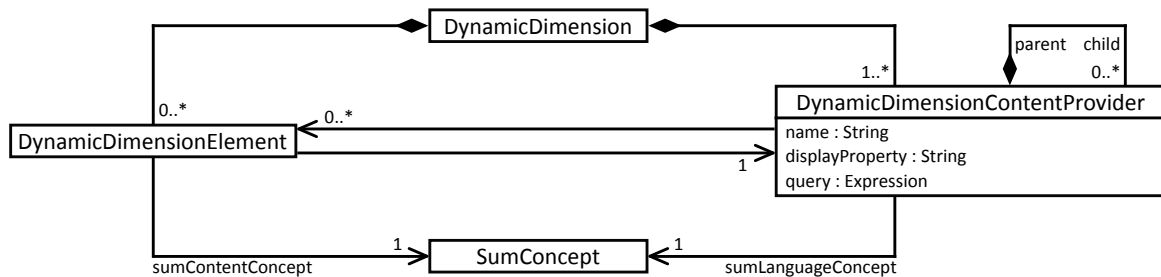 DynamicDimension
parent child
1..*
0..*
DynamicDimensionContentProvider
0..*
0..*
DynamicDimensionElement
name : String
displayProperty : String
1
query : Expression
1
SumConcept
1
sumContentConcept
sumLanguageConcept